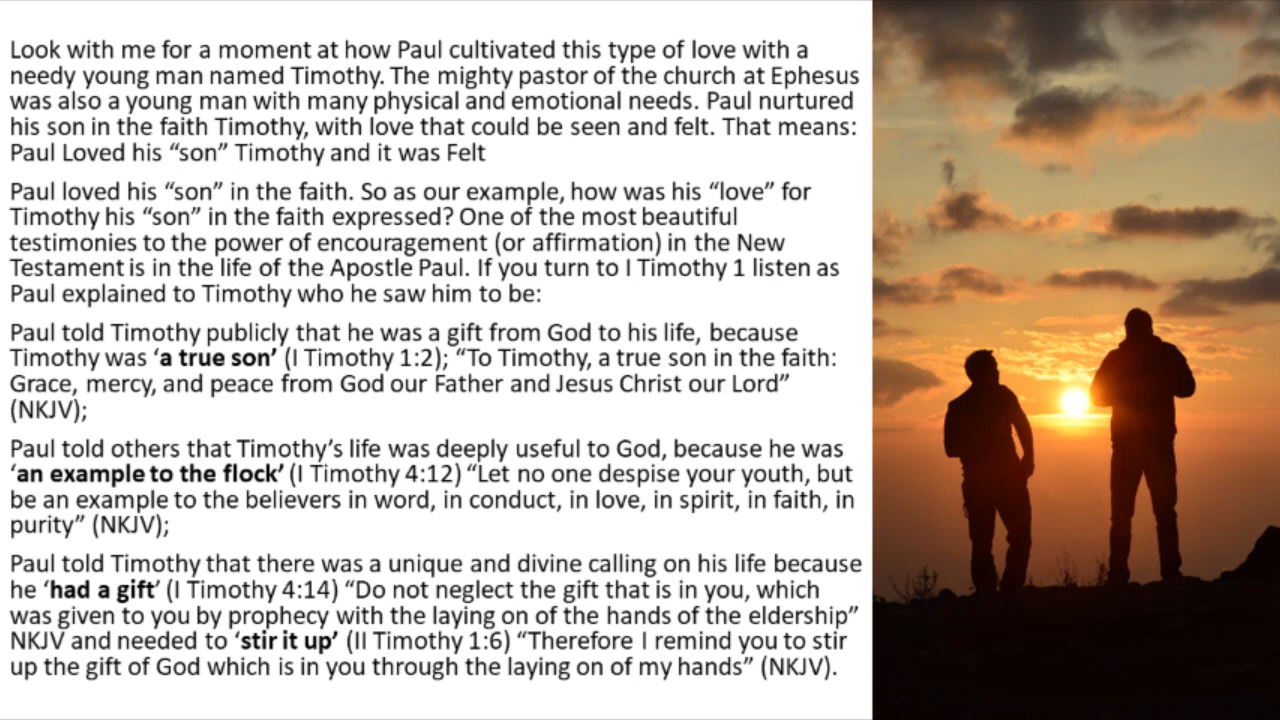 Look with me for a moment at how Paul cultivated this type of love with a
needy young man named Timothy. The mighty pastor of the church at Ephesus
was also a young man with many physical and emotional needs. Paul nurtured
his son in the faith Timothy, with love that could be seen and felt. That means:
Paul Loved his “son” Timothy and it was Felt
Paul loved his “son” in the faith. So as our example, how was his “love” for
Timothy his “son” in the faith expressed? One of the most beautiful
testimonies to the power of encouragement (or affirmation) in the New
Testament is in the life of the Apostle Paul. If you turn to I Timothy 1 listen as
Paul explained to Timothy who he saw him to be:
Paul told Timothy publicly that he was a gift from God to his life, because
Timothy was ‘a true son’ (I Timothy 1:2); “To Timothy, a true son in the faith:
Grace, mercy, and peace from God our Father and Jesus Christ our Lord”
(NKJV);
Paul told others that Timothy’s life was deeply useful to God, because he was
‘an example to the flock’ (I Timothy 4:12) “Let no one despise your youth, but
be an example to the believers in word, in conduct, in love, in spirit, in faith, in
purity” (NKJV);
Paul told Timothy that there was a unique and divine calling on his life because
he ‘had a gift’ (I Timothy 4:14) “Do not neglect the gift that is in you, which
was given to you by prophecy with the laying on of the hands of the eldership”
NKJV and needed to ‘stir it up’ (II Timothy 1:6) “Therefore I remind you to stir
up the gift of God which is in you through the laying on of my hands” (NKJV).